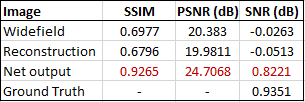 Image SSIM PSNR (dB) SNR (dB)
Widefield 0.6977 20.383 -0.0263
Reconstruction 0.6796 19.9811 -0.0513
Net output 0.9265 24.7068 0.8221
Ground Truth - - 0.9351